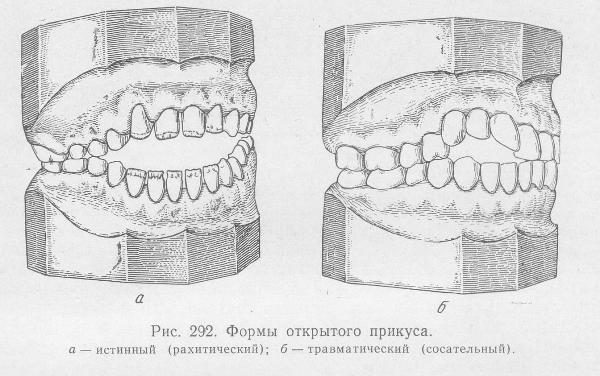 а
б
Рис. 292. Формы открытого прикуса.
а — истинный (рахитический); б — травматический (сосательный).